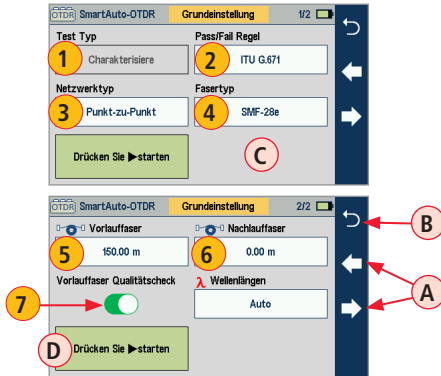 OTDR SmartAuto-OTDR Grundeinstellung 1/2
Test Typ Pass/Fail Regel
1 Charakterisiere 2 ITU G.671
Netzwerktyp Fasertyp
3 Punkt-zu-Punkt 4 SMF-28e
Drücken Sie ▶starten C
OTDR SmartAuto-OTDR Grundeinstellung 2/2
Vorlauffaser Nachlauffaser B
5 150.00 m 6 0.00 m
Vorlauffaser Qualitätscheck λ Wellenlängen
7 Auto A
D Drücken Sie ▶starten